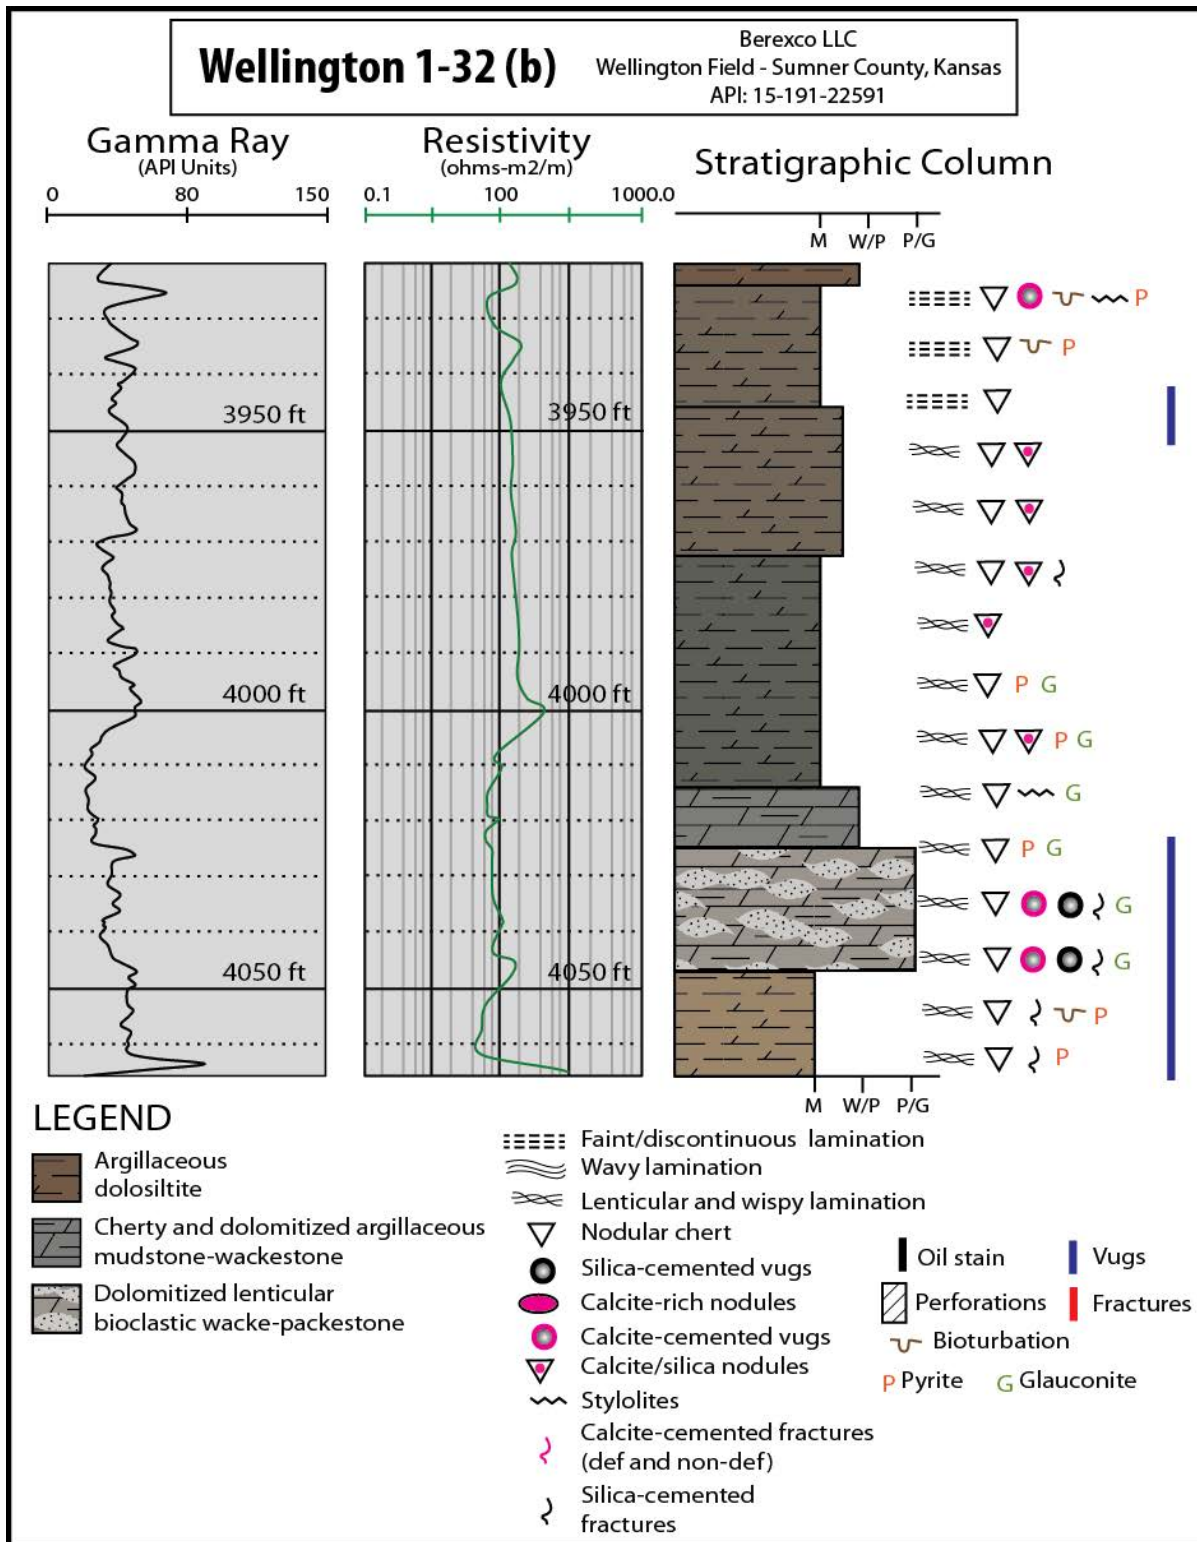 Wellington 1-32 (b)
Berexco LLC
Wellington Field - Sumner County, Kansas
API: 15-191-22591
Gamma Ray
(API Units)
0 80 150
Resistivity
(ohms-m2/m)
0.1 100 1000.0
Stratigraphic Column
M W/P P/G
P
P
3950 ft 3950 ft
4000 ft 4000 ft
P G
P G
G
P G
G
4050 ft 4050 ft
G
P
P
M W/P P/G
LEGEND
Argillaceous
dolosiltite
Cherty and dolomitized argillaceous
mudstone-wackestone
Dolomitized lenticular
bioclastic wacke-packestone
Faint/discontinuous lamination
Wavy lamination
Lenticular and wispy lamination
Nodular chert
Silica-cemented vugs
Calcite-rich nodules
Calcite-cemented vugs
Calcite/silica nodules
Stylolites
Calcite-cemented fractures
(def and non-def)
Silica-cemented
fractures
Oil stain
Vugs
Perforations
Fractures
Bioturbation
P Pyrite
G Glauconite